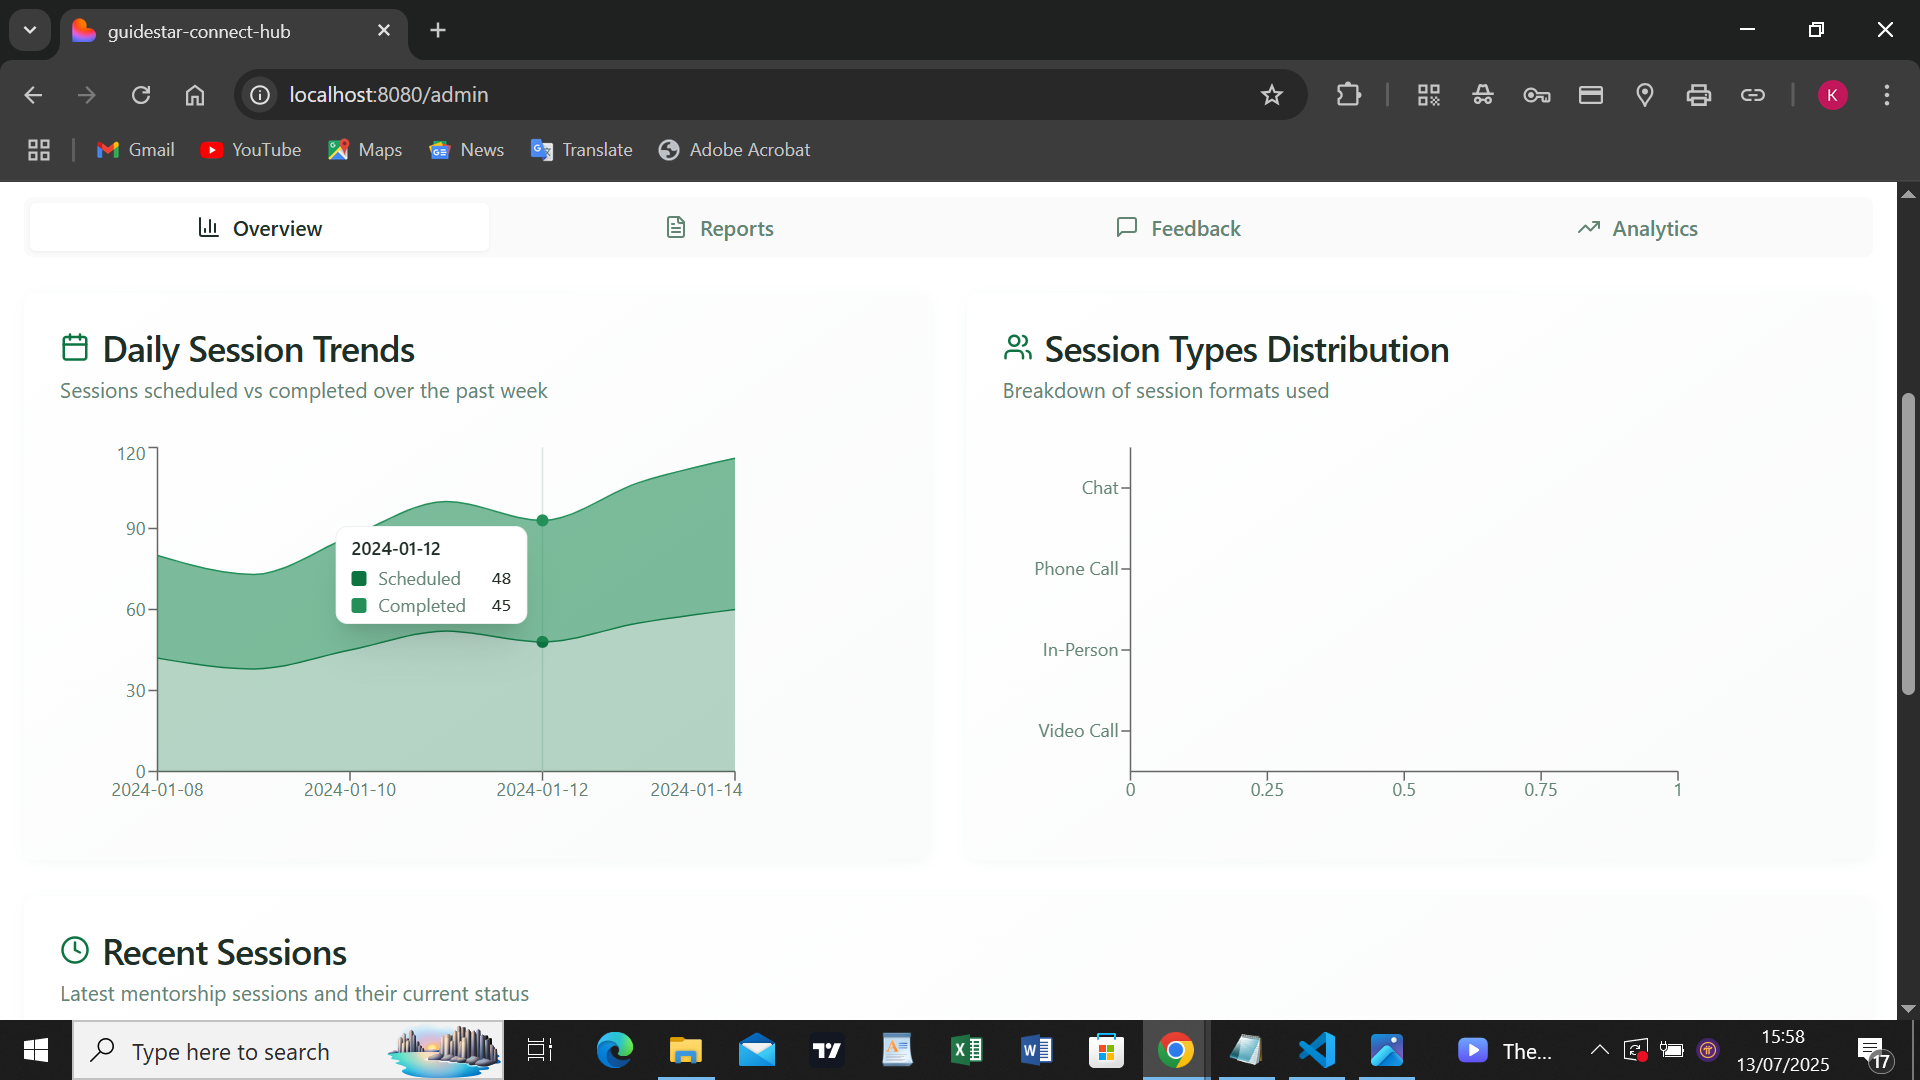 guidestar-connect-hub
localhost:8080/admin
K
Gmail
YouTube
Maps
News
Translate
Adobe Acrobat
Overview
Reports
Feedback
Analytics
Daily Session Trends
Sessions scheduled vs completed over the past week
120
90
60
30
0
2024-01-08
2024-01-10
2024-01-12
2024-01-14
2024-01-12
Scheduled 48
Completed 45
Session Types Distribution
Breakdown of session formats used
Chat
Phone Call
In-Person
Video Call
0
0.25
0.5
0.75
1
Recent Sessions
Latest mentorship sessions and their current status
Type here to search
The...
15:58
13/07/2025
17